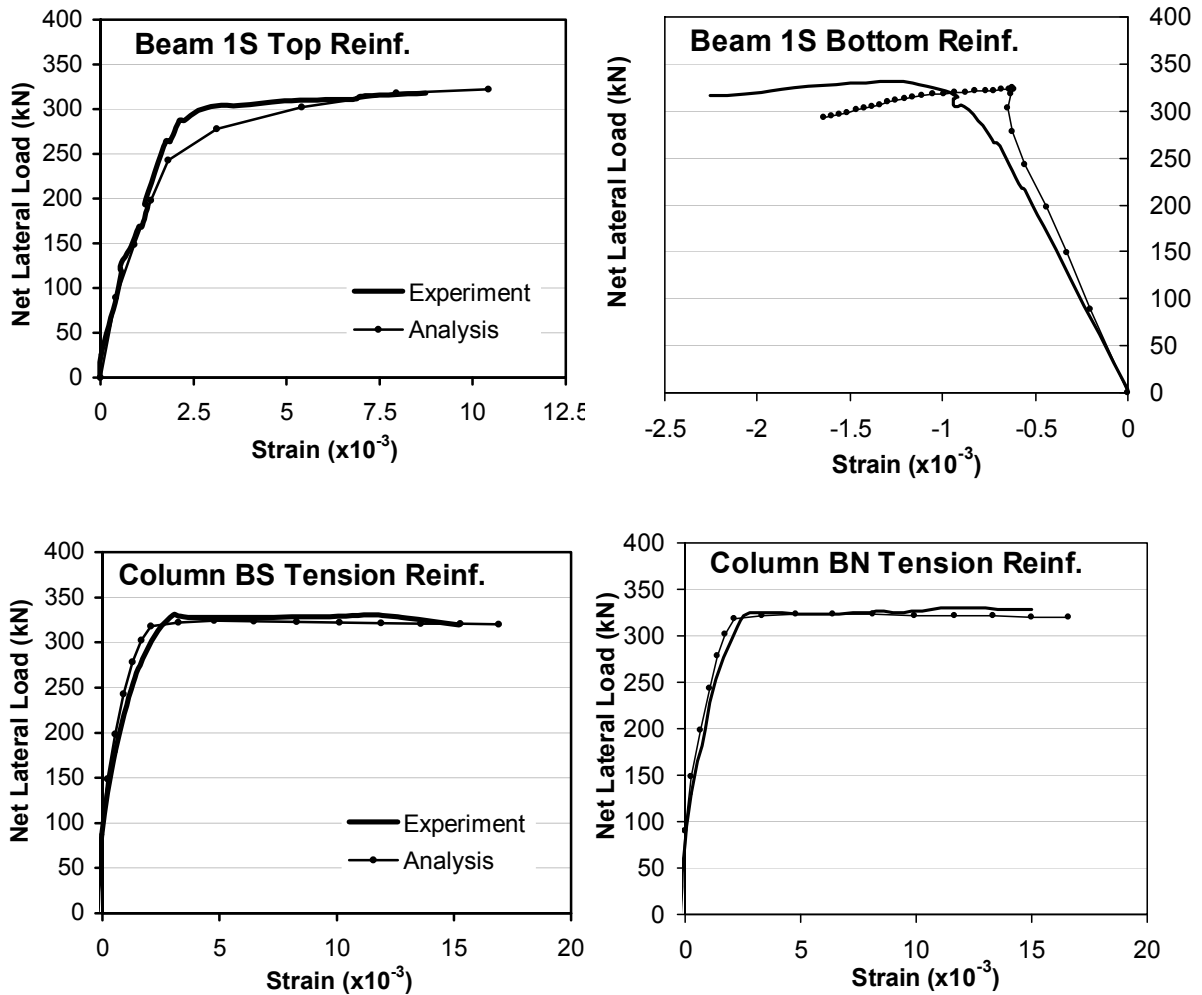 Beam 1S Top Reinf.
400
350
300
250
200
150
100
50
0
Net Lateral Load (kN)
Experiment
Analysis
0 2.5 5 7.5 10 12.5
Strain (x10-3)
Beam 1S Bottom Reinf.
400
350
300
250
200
150
100
50
0
Net Lateral Load (kN)
-2.5 -2 -1.5 -1 -0.5 0
Strain (x10-3)
Column BS Tension Reinf.
400
350
300
250
200
150
100
50
0
Net Lateral Load (kN)
Experiment
Analysis
0 5 10 15 20
Strain (x10-3)
Column BN Tension Reinf.
400
350
300
250
200
150
100
50
0
Net Lateral Load (kN)
0 5 10 15 20
Strain (x10-3)